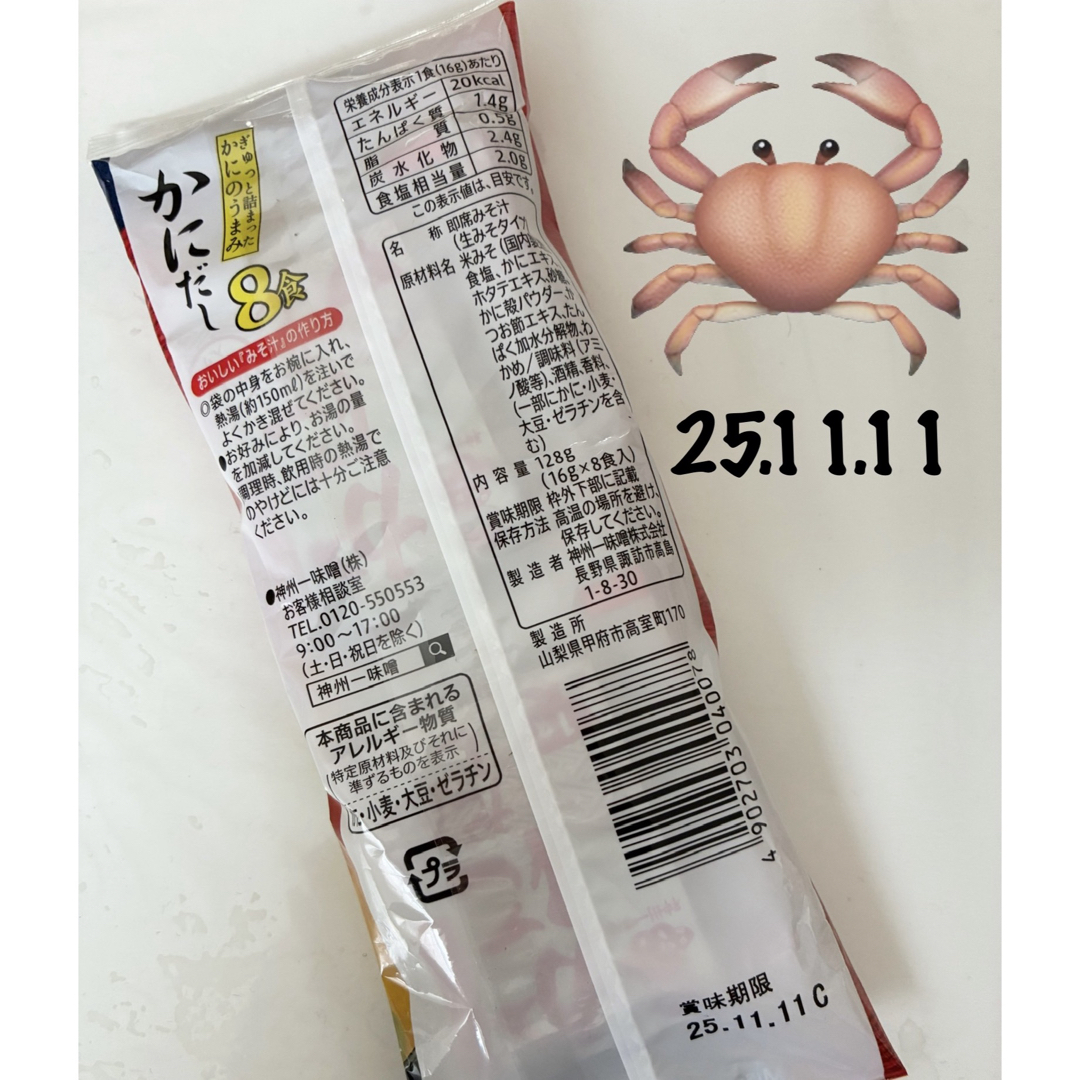 ぎゅっと詰まった
かにのうまみ
かにだし
8食
おいしい『みそ汁』の作り方
◎袋の中身をお椀に入れ、
熱湯(約150ml)を注いで
よくかき混ぜてください。
●お好みにより、お湯の量
を加減してください。
調理時、飲用時の熱湯で
のやけどには十分ご注意
ください。
●神州一味噌(株)
お客様相談室
TEL.0120-550553
9:00~17:00
(土・日・祝日を除く)
神州一味噌
本商品に含まれる
アレルギー物質
(特定原材料及びそれに
準ずるものを表示)
・小麦・大豆・ゼラチン
プラ
栄養成分表示1食(16g)あたり
エネルギー 20kcal
たんぱく質 1.4g
脂質 0.5g
炭水化物 2.4g
食塩相当量 2.0g
この表示値は、目安です。
名称 即席みそ汁
(生みそタイプ)
原材料名 米みそ(国内製
食塩、かにエキス
ホタテエキス、砂糖、
かに殻パウダー、か
つお節エキス、たん
ぱく加水分解物、わ
かめ/調味料(アミ
ノ酸等)、酒精、香料、
(一部にかに・小麦・
大豆・ゼラチンを含
む)
内容量 128g
(16g×8食入)
賞味期限 枠外下部に記載
保存方法 高温の場所を避け、
保存してください。
製造者 神州一味噌株式会社
長野県諏訪市高島
1-8-30
製造所
山梨県甲府市高室町170
4 902703 040078
賞味期限
25.11.11 C
25.11.11